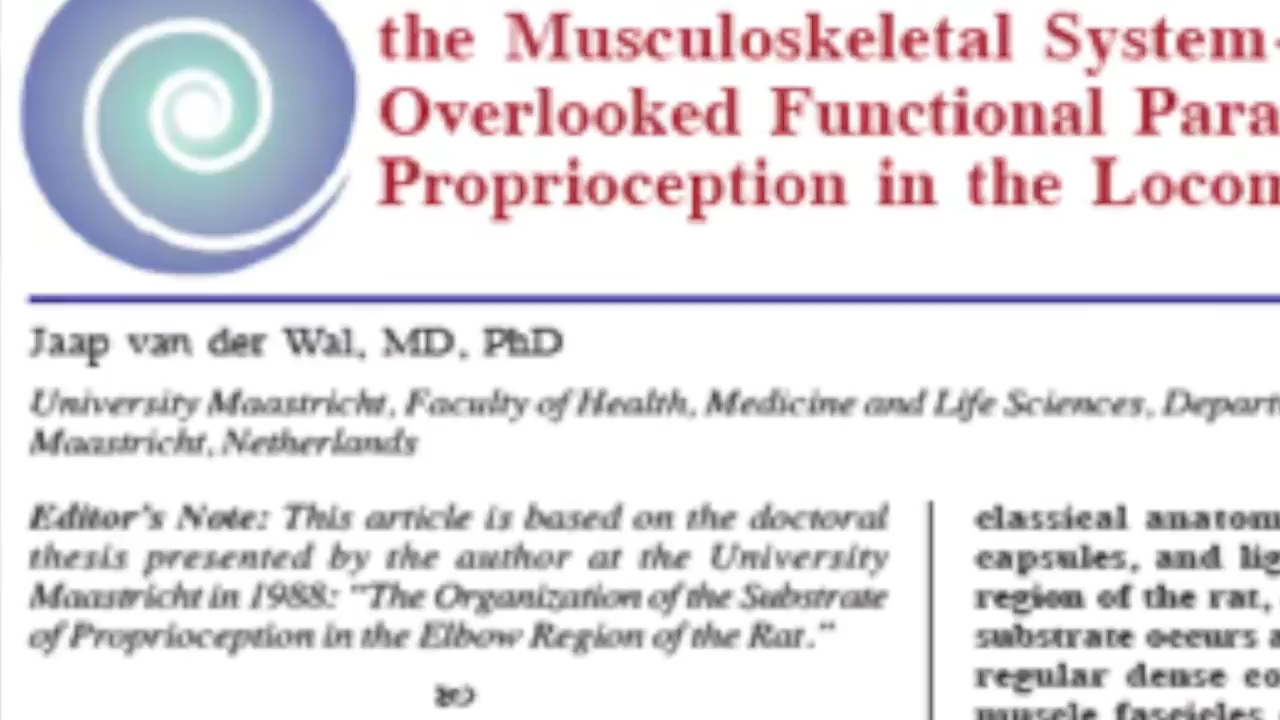 the Musculoskeletal System-
Overlooked Functional Para
Proprioception in the Locom
Jaap van der Wal, MD, PhD
University Maastricht, Faculty of Health, Medicine and Life Sciences, Depart
Maastricht, Netherlands
Editor's Note: This article is based on the doctoral
thesis presented by the author at the University
Maastricht in 1988: "The Organization of the Substrate
of Proprioception in the Elbow Region of the Rat."
classical anatom
capsules, and lig
region of the rat,
substrate occurs a
regular dense co
muscle fascicles